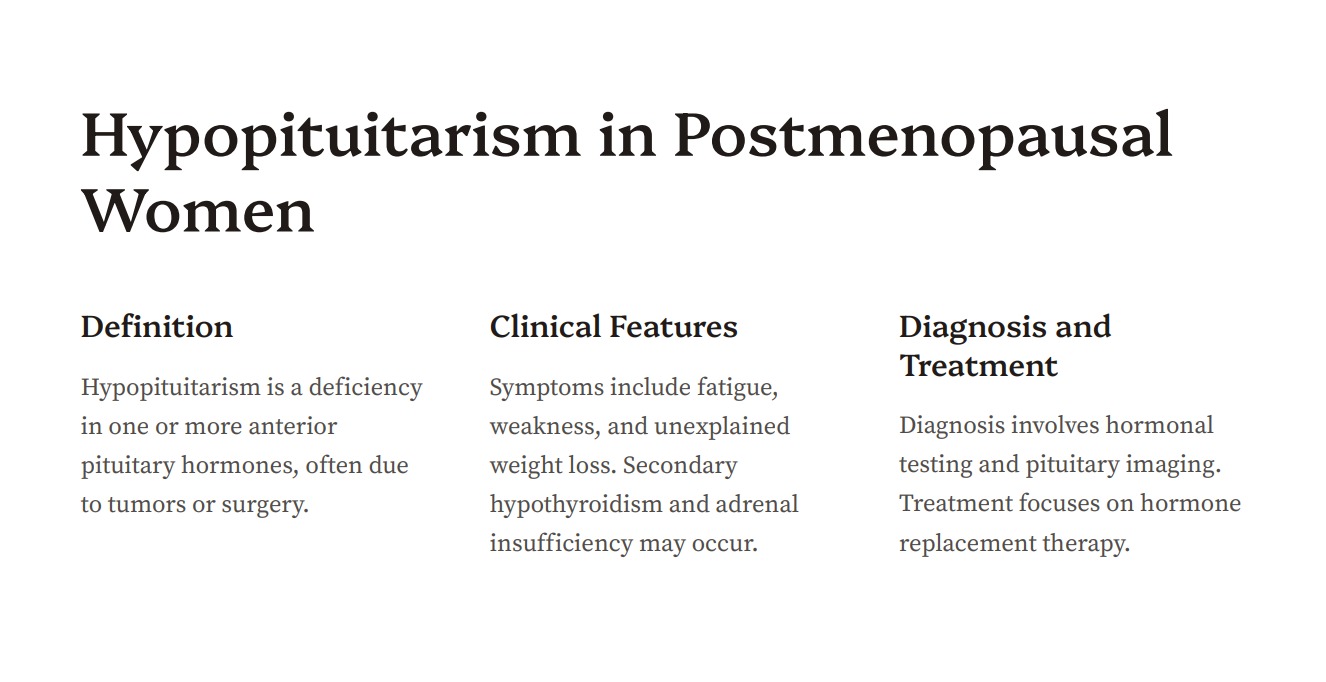 Hypopituitarism in Postmenopausal
Women
Definition
Hypopituitarism is a deficiency
in one or more anterior
pituitary hormones, often due
to tumors or surgery.
Clinical Features
Symptoms include fatigue,
weakness, and unexplained
weight loss. Secondary
hypothyroidism and adrenal
insufficiency may occur.
Diagnosis and
Treatment
Diagnosis involves hormonal
testing and pituitary imaging.
Treatment focuses on hormone
replacement therapy.